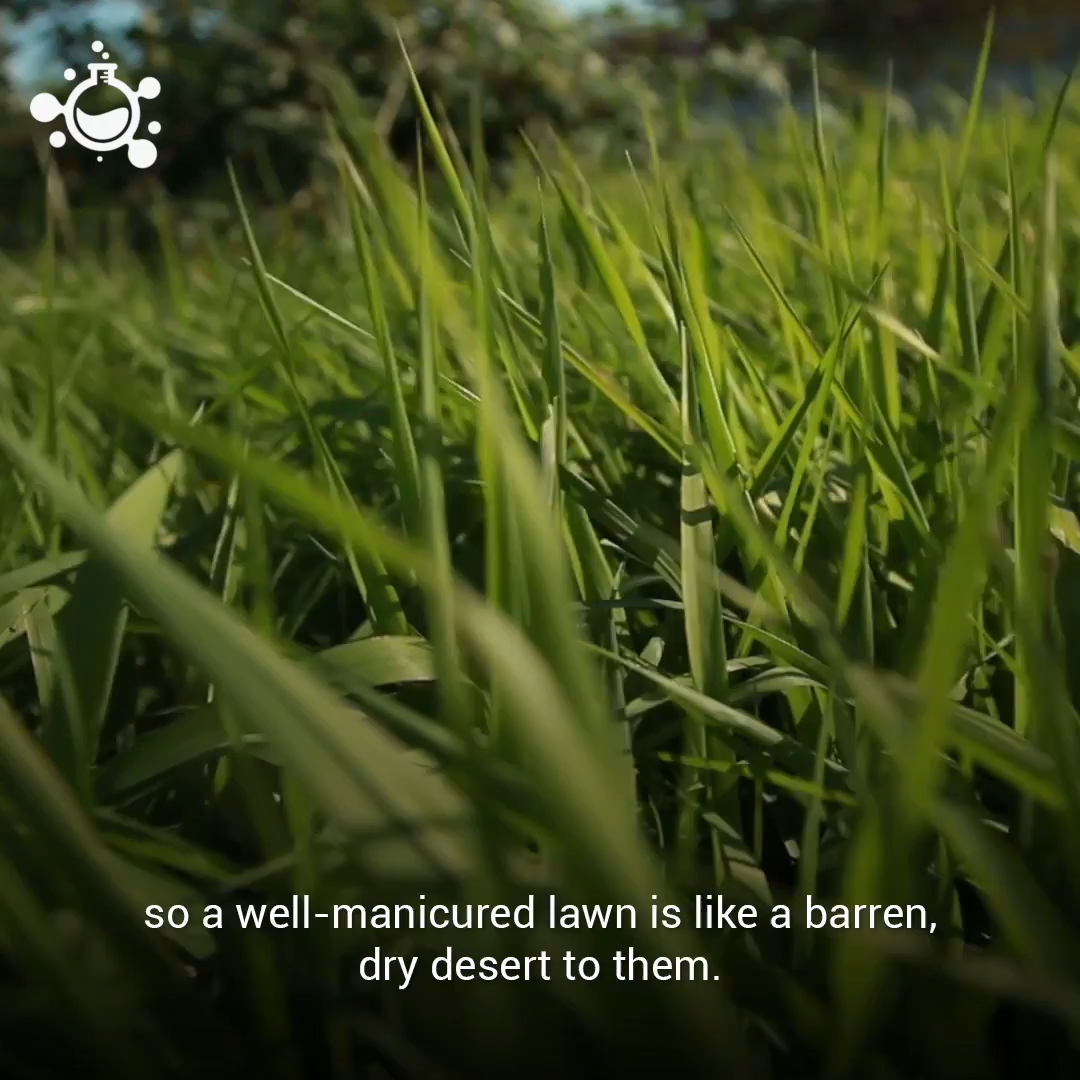 so a well-manicured lawn is like a barren,
dry desert to them.